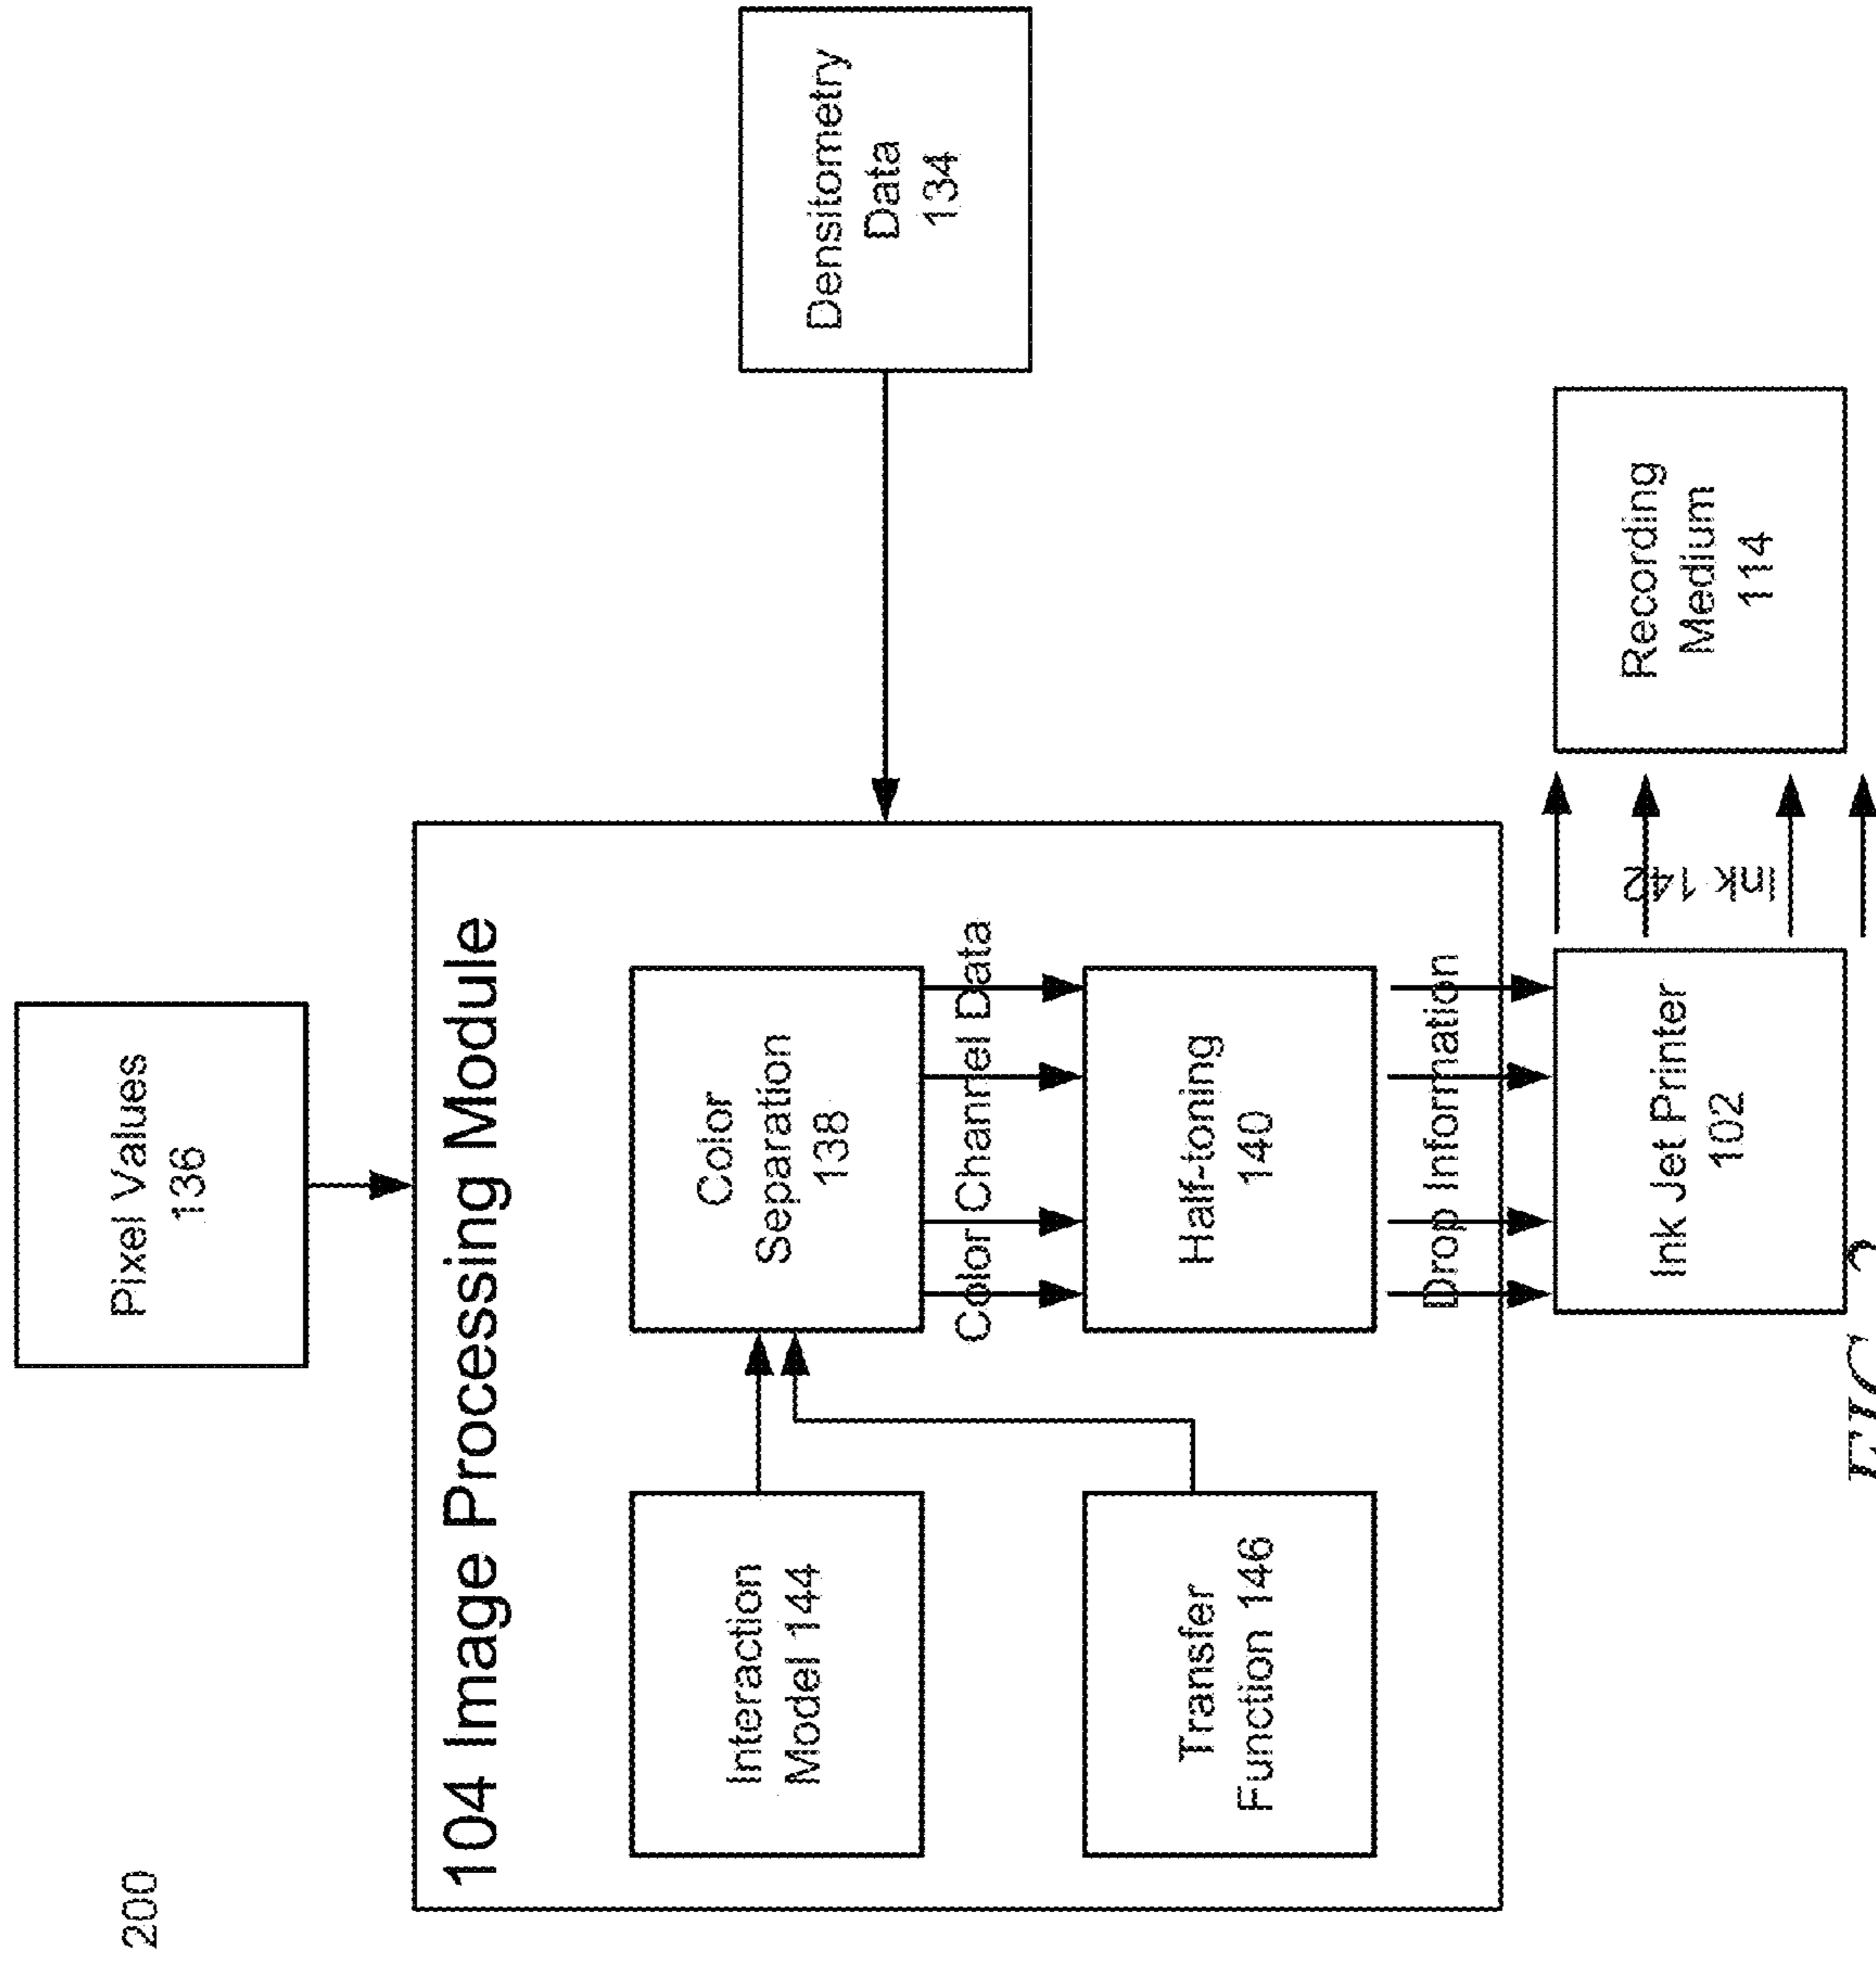 200
Pixel Values
136
104 Image Processing Module
Densitometry
Data
134
Interaction
Model 144
Color
Separation
138
Color Channel Data
Transfer
Function 146
Half-toning
140
Drop Information
Ink Jet Printer
102
Ink 142
Recording
Medium
114
FIG.